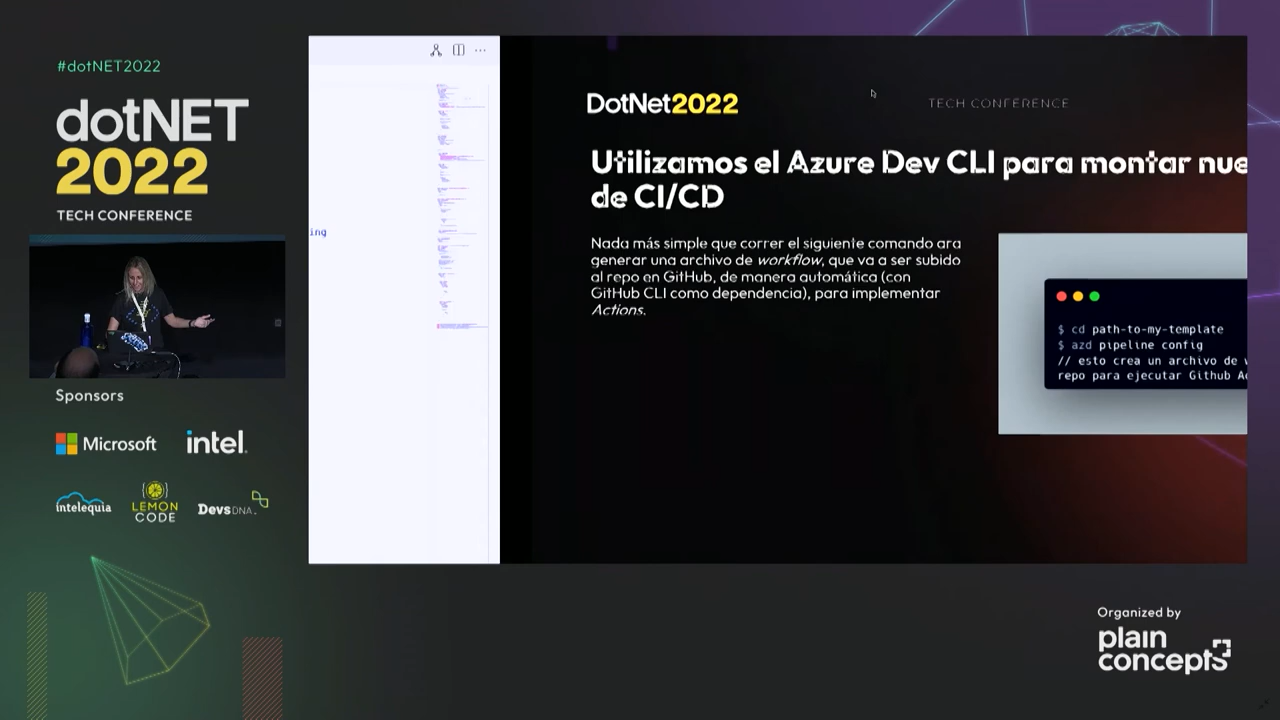 #dotNET2022
dotNET
2022
TECH CONFERENCE
Sponsors
Microsoft
intel.
intelequia
LEMON
CODE
DevsDNA.
ing
DotNet2022
TECH CONFERENCE
Utilizamos el Azure Dev CLI para montar nue
de CI/CD
Nada más simple que correr el siguiente comando ara
generar una archivo de workflow, que va a ser subido
al repo en GitHub, de manera automática (con
GitHub CLI como dependencia), para implementar
Actions.
$ cd path-to-my-template
$ azd pipeline config
// esto crea un archivo de w
repo para ejecutar Github Ac
Organized by
plain
concepts